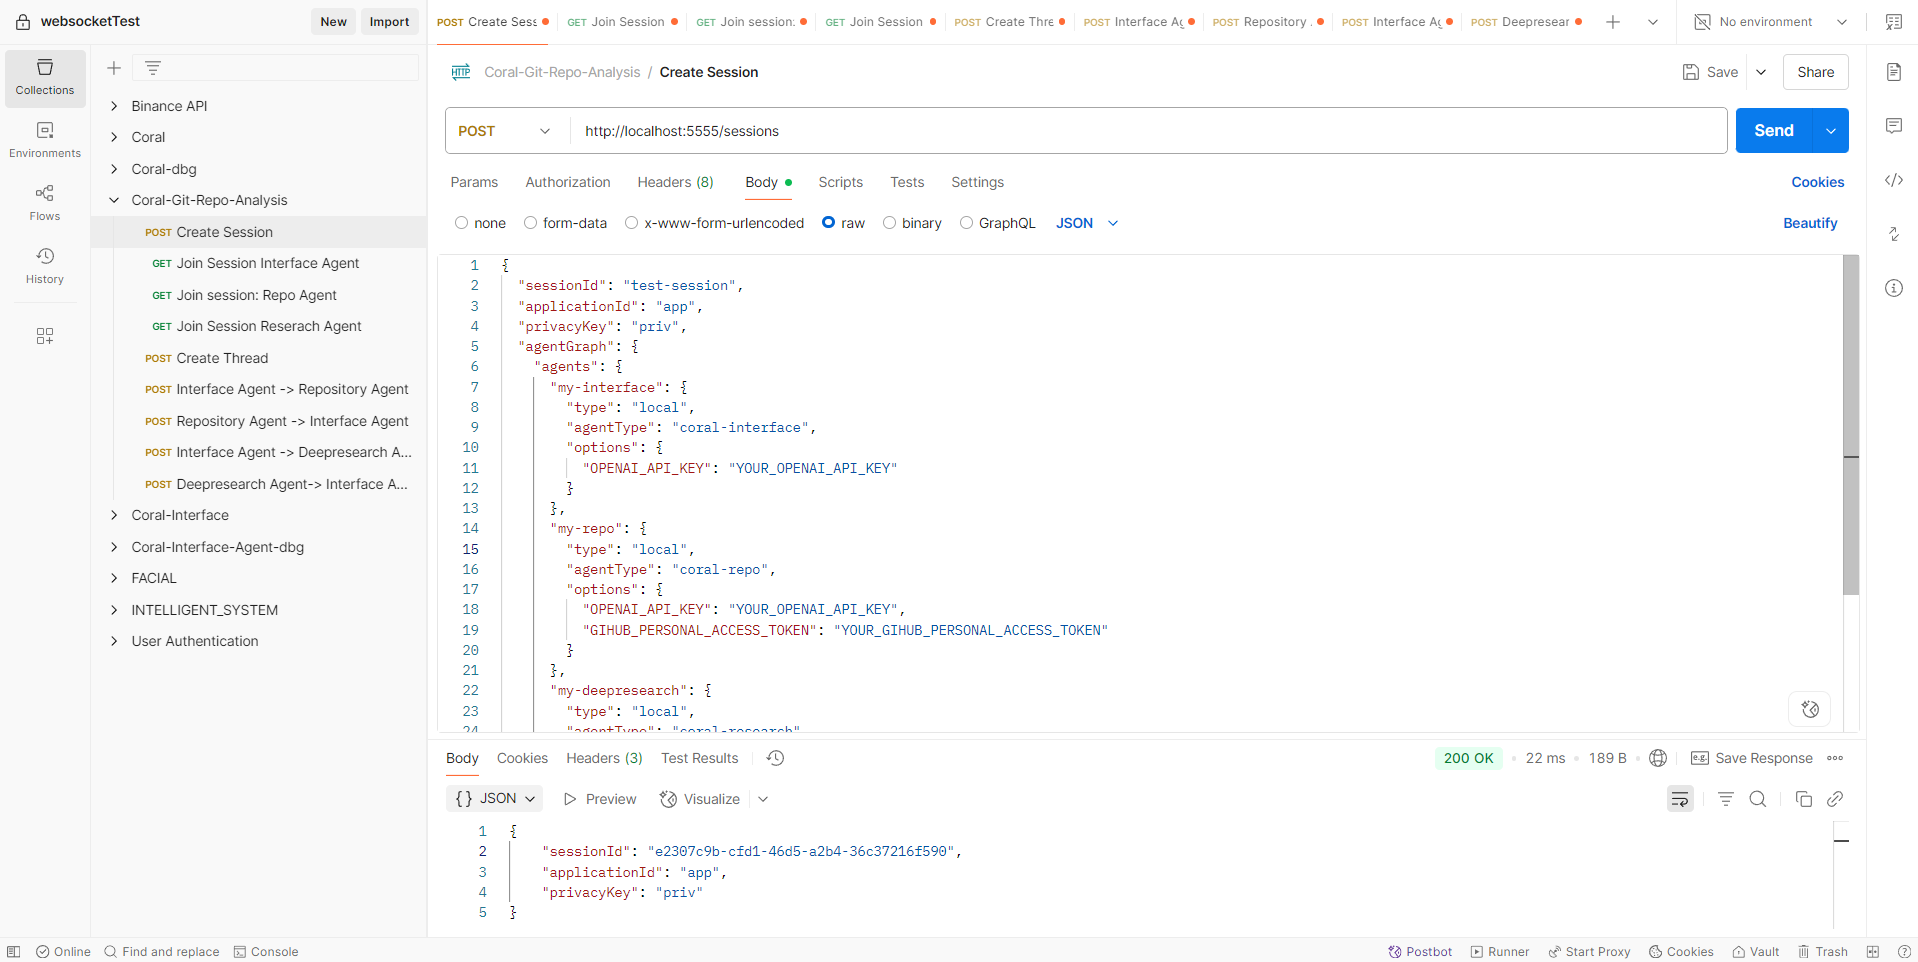 websocketTest
New
Import
POST Create Sess
GET Join Session
GET Join session:
GET Join Session
POST Create Thre
POST Interface Ag
POST Repository .
POST Interface Ag
POST Deepresear
No environment
Collections
Environments
Flows
History
Binance API
Coral
Coral-dbg
Coral-Git-Repo-Analysis
POST Create Session
GET Join Session Interface Agent
GET Join session: Repo Agent
GET Join Session Reserach Agent
POST Create Thread
POST Interface Agent -> Repository Agent
POST Repository Agent -> Interface Agent
POST Interface Agent -> Deepresearch A...
POST Deepresearch Agent-> Interface A...
Coral-Interface
Coral-Interface-Agent-dbg
FACIAL
INTELLIGENT_SYSTEM
User Authentication
HTTP Coral-Git-Repo-Analysis / Create Session
Save
Share
POST http://localhost:5555/sessions
Send
Params Authorization Headers (8) Body Scripts Tests Settings Cookies
none form-data x-www-form-urlencoded raw binary GraphQL JSON Beautify
1 {
2 "sessionId": "test-session",
3 "applicationId": "app",
4 "privacyKey": "priv",
5 "agentGraph": {
6 "agents": {
7 "my-interface": {
8 "type": "local",
9 "agentType": "coral-interface",
10 "options": {
11 "OPENAI_API_KEY": "YOUR_OPENAI_API_KEY"
12 }
13 },
14 "my-repo": {
15 "type": "local",
16 "agentType": "coral-repo",
17 "options": {
18 "OPENAI_API_KEY": "YOUR_OPENAI_API_KEY",
19 "GIHUB_PERSONAL_ACCESS_TOKEN": "YOUR_GIHUB_PERSONAL_ACCESS_TOKEN"
20 }
21 },
22 "my-deepresearch": {
23 "type": "local",
24 "agentType": "coral-research"
Body Cookies Headers (3) Test Results
200 OK • 22 ms • 189 B
e.g. Save Response
{} JSON Preview Visualize
1 {
2 "sessionId": "e2307c9b-cfd1-46d5-a2b4-36c37216f590",
3 "applicationId": "app",
4 "privacyKey": "priv"
5 }
Online Find and replace Console
Postbot Runner Start Proxy Cookies Vault Trash